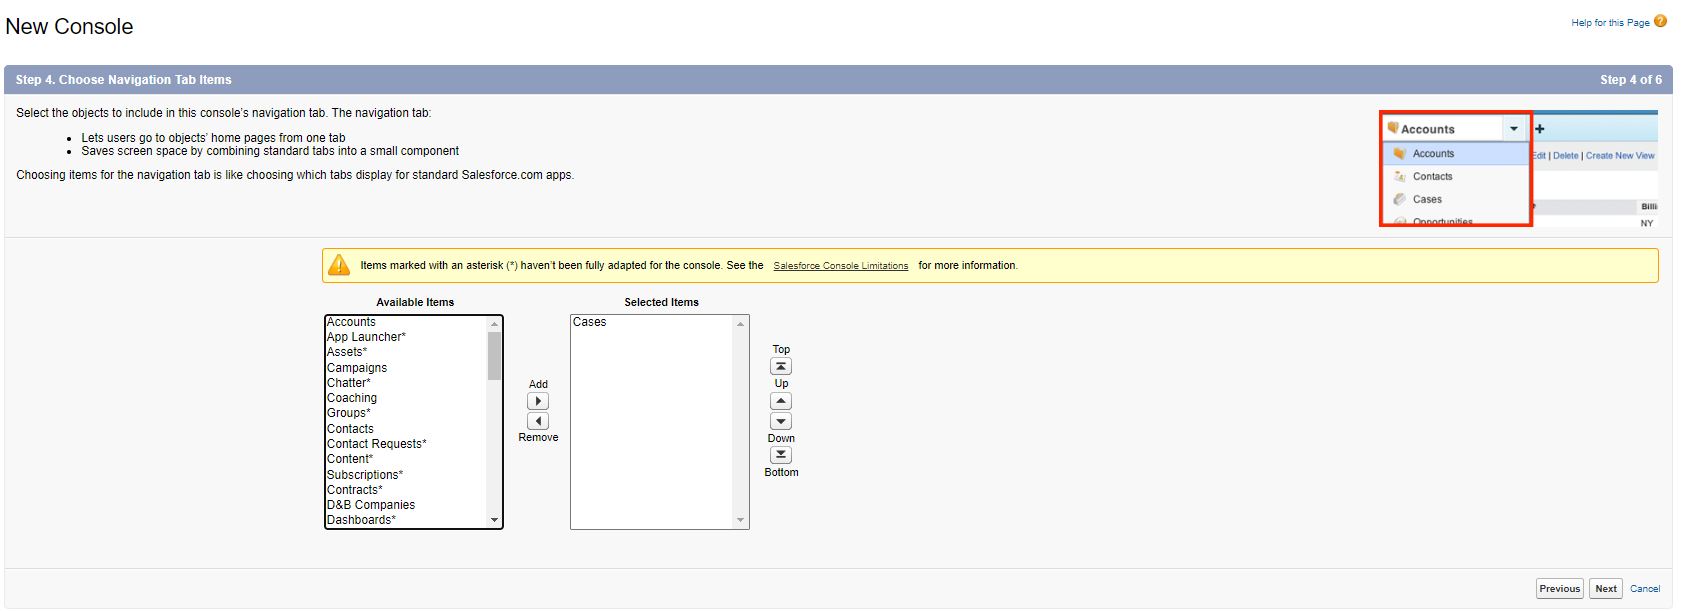 New Console
Help for this Page
Step 4. Choose Navigation Tab Items
Step 4 of 6
Select the objects to include in this console's navigation tab. The navigation tab:
• Lets users go to objects' home pages from one tab
• Saves screen space by combining standard tabs into a small component
Choosing items for the navigation tab is like choosing which tabs display for standard Salesforce.com apps.
Accounts
+
Accounts
Edit | Delete | Create New View
Contacts
Cases
Billi
Opportunities
NY
Items marked with an asterisk (*) haven't been fully adapted for the console. See the Salesforce Console Limitations for more information.
Available Items
Accounts
App Launcher*
Assets*
Campaigns
Chatter*
Coaching
Groups*
Contacts
Contact Requests*
Content*
Subscriptions*
Contracts*
D&B Companies
Dashboards*
Add
Remove
Selected Items
Cases
Top
Up
Down
Bottom
Previous
Next
Cancel